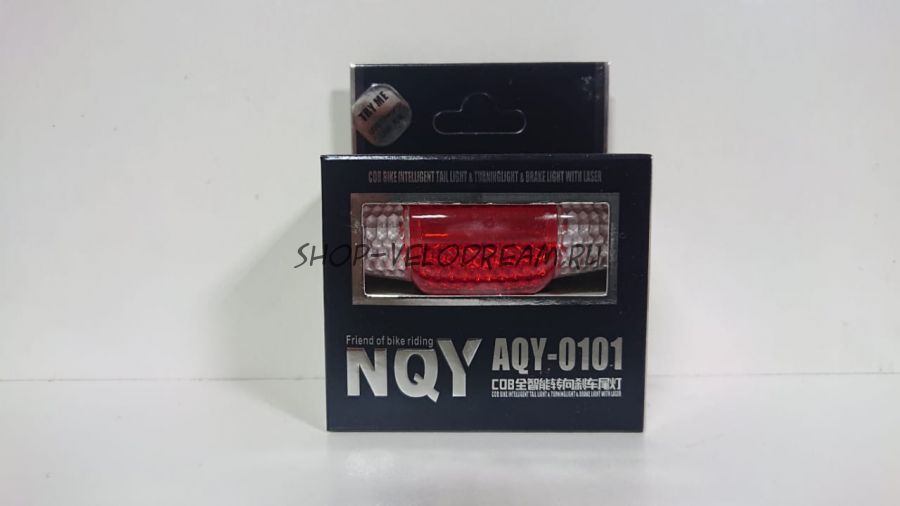 TRY ME
COB BIKE INTELLIGENT TAIL LIGHT & TURNINGLIGHT & BRAKE LIGHT WITH LASER
SHOP-VELODREAM.RU
Friend of bike riding
NQY AQY-0101
COB全智能转向刹车尾灯
COB BIKE INTELLIGENT TAIL LIGHT & TURNINGLIGHT & BRAKE LIGHT WITH LASER